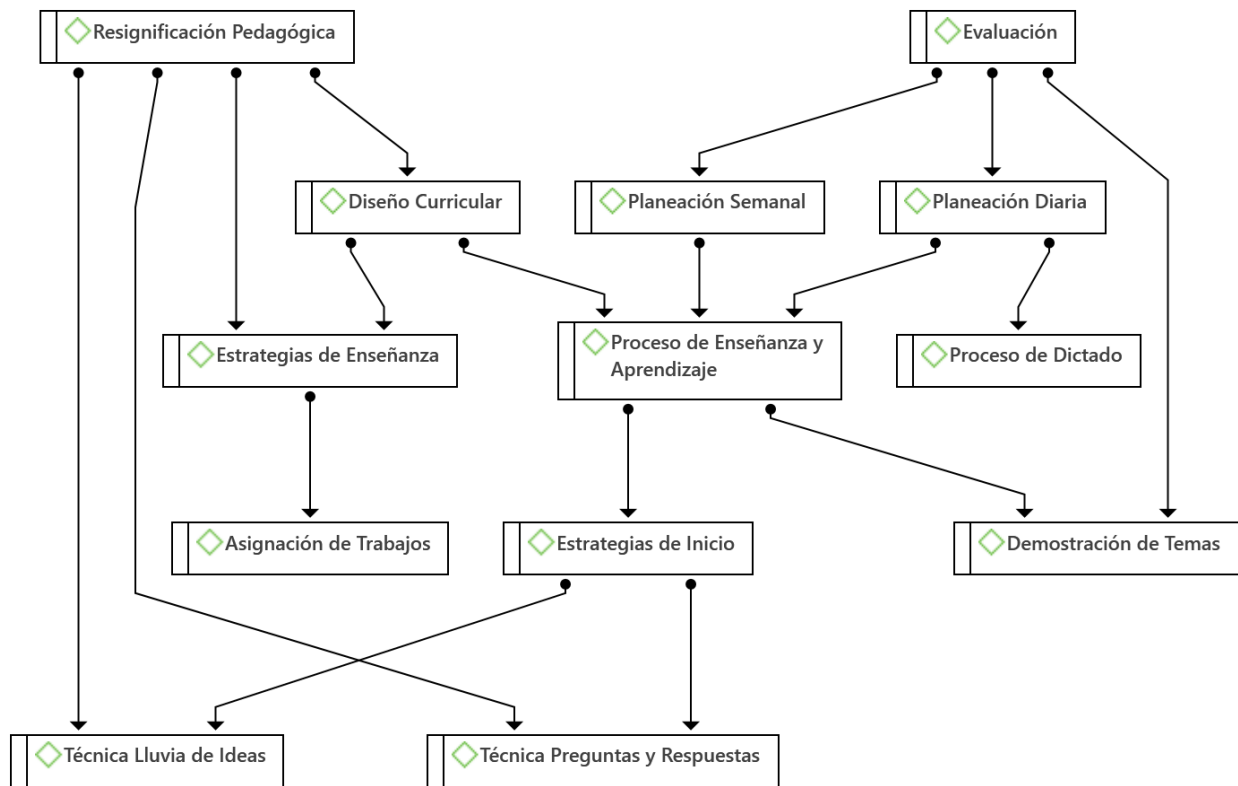 Resignificación Pedagógica
Evaluación
Diseño Curricular
Planeación Semanal
Planeación Diaria
Estrategias de Enseñanza
Proceso de Enseñanza y
Aprendizaje
Proceso de Dictado
Asignación de Trabajos
Estrategias de Inicio
Demostración de Temas
Técnica Lluvia de Ideas
Técnica Preguntas y Respuestas